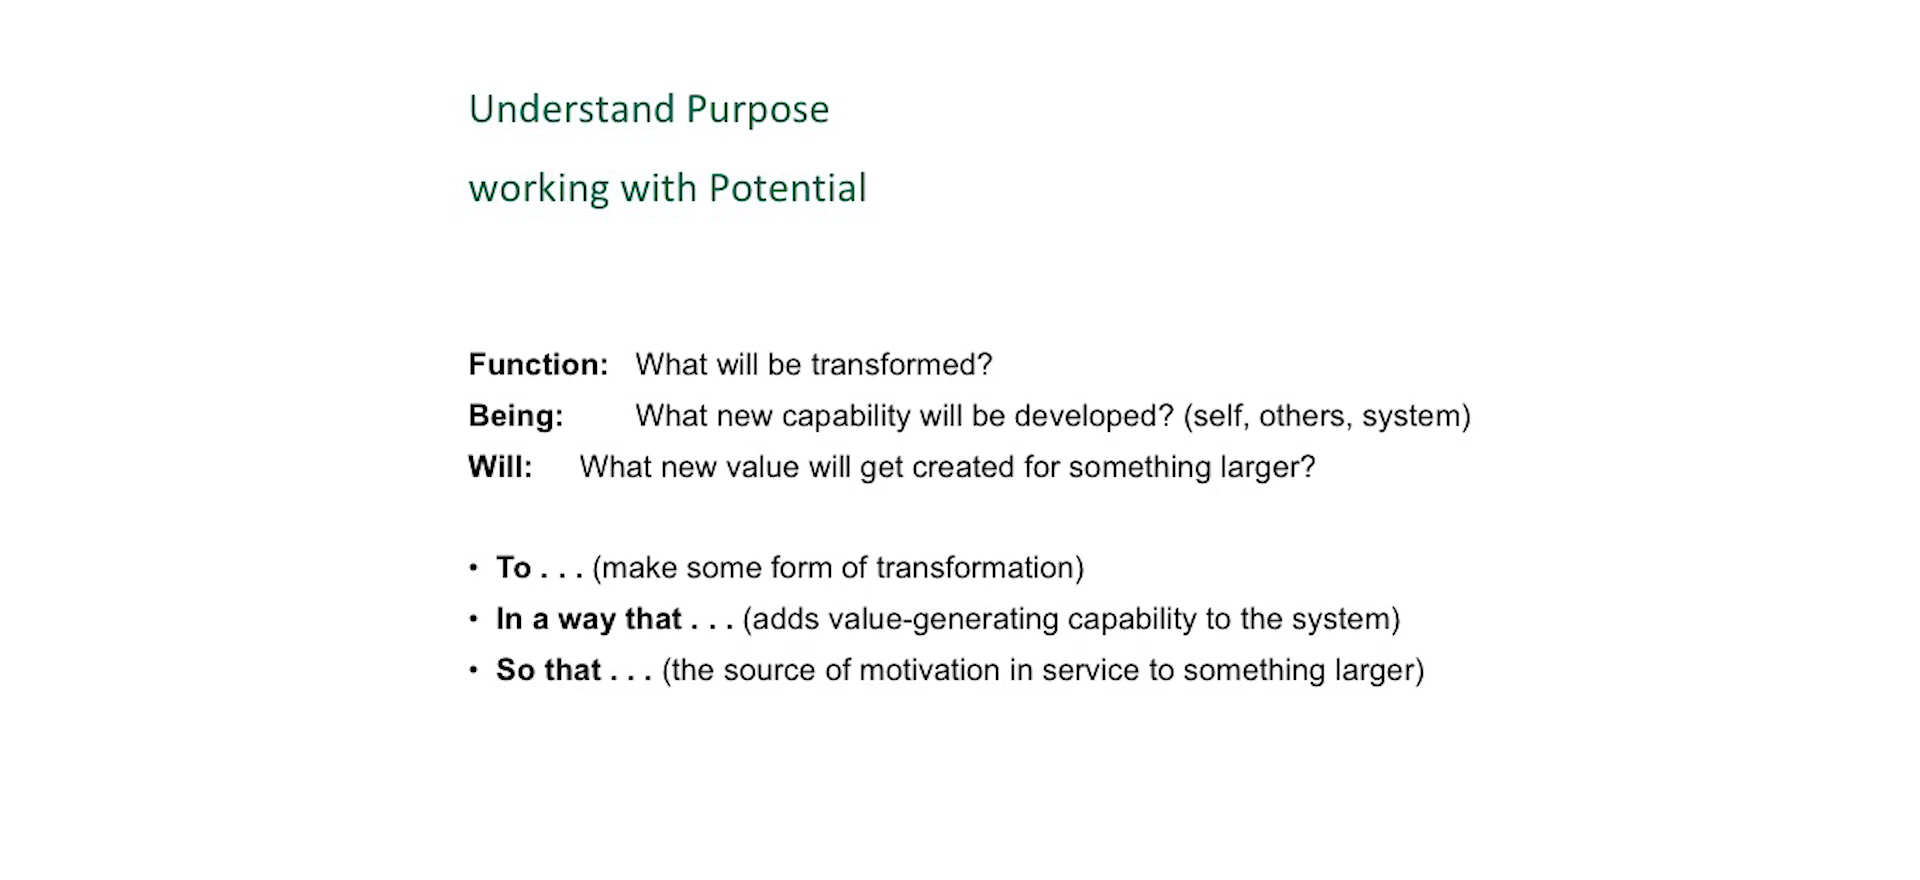 Understand Purpose
working with Potential
Function: What will be transformed?
Being: What new capability will be developed? (self, others, system)
Will: What new value will get created for something larger?
• To . . . (make some form of transformation)
• In a way that . . . (adds value-generating capability to the system)
• So that . . . (the source of motivation in service to something larger)